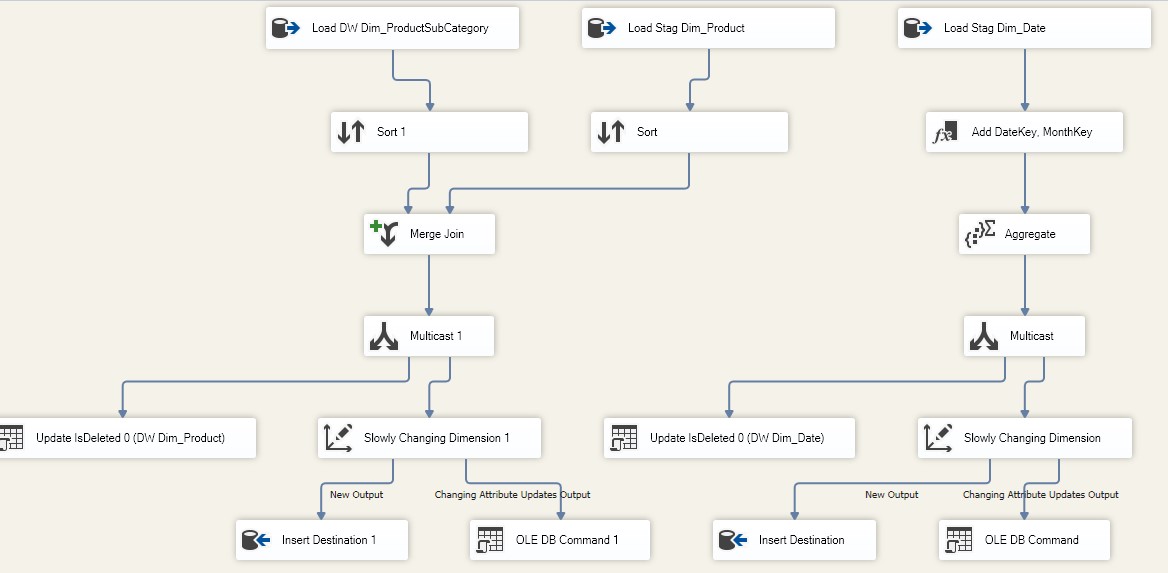 Load DW Dim_ProductSubCategory
Load Stag Dim_Product
Load Stag Dim_Date
Sort 1
Sort
Add DateKey, MonthKey
Merge Join
Aggregate
Multicast 1
Multicast
Update IsDeleted 0 (DW Dim_Product)
Slowly Changing Dimension 1
Update IsDeleted 0 (DW Dim_Date)
Slowly Changing Dimension
New Output
Changing Attribute Updates Output
New Output
Changing Attribute Updates Output
Insert Destination 1
OLE DB Command 1
Insert Destination
OLE DB Command